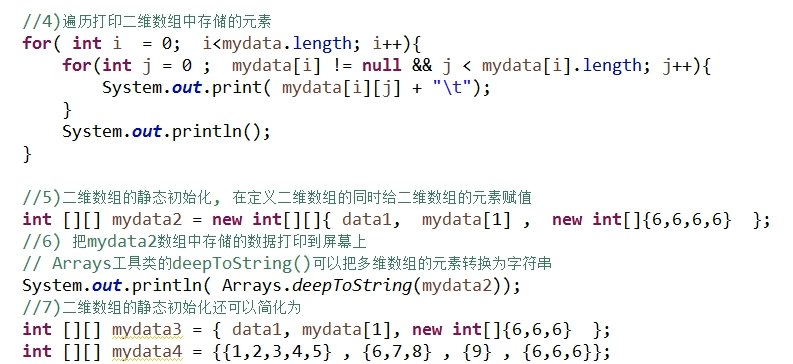 //4)遍历打印二维数组中存储的元素
for( int i  = 0;  i<mydata.length; i++){
    for(int j = 0 ;  mydata[i] != null && j < mydata[i].length; j++){
        System.out.print( mydata[i][j] + "\t");
    }
    System.out.println();
}
//5)二维数组的静态初始化, 在定义二维数组的同时给二维数组的元素赋值
int [][] mydata2 = new int[][]{ data1,  mydata[1] ,  new int[]{6,6,6,6}  };
//6) 把mydata2数组中存储的数据打印到屏幕上
// Arrays工具类的deepToString()可以把多维数组的元素转换为字符串
System.out.println( Arrays.deepToString(mydata2));
//7)二维数组的静态初始化还可以简化为
int [][] mydata3 = { data1, mydata[1], new int[]{6,6,6}  };
int [][] mydata4 = {{1,2,3,4,5} , {6,7,8} , {9} , {6,6,6}};